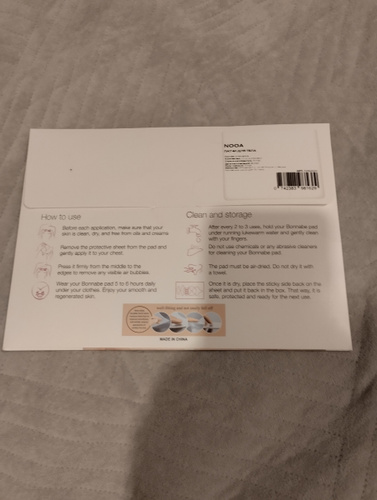 NOOA
How to use
Before each application, make sure that your
skin is clean, dry and free from oils and creams.
Remove the protective sheet from the pad and
gently apply it to your chest.
Press it firmly from the middle to the
edges to remove any visible air bubbles.
Wear your Bonnabe pad 5 to 8 hours daily
under your clothes. Enjoy your smooth and
regenerated skin.
Clean and storage
After every 2 to 3 uses, hold your Bonnabe pad
under running lukewarm water and gently clean
with your fingers.
Do not use chemicals or any abrasive cleaners
for cleaning your Bonnabe pad.
The pad must be air-dried. Do not dry it with
a towel.
Once it is dry, place the sticky side back on the
sheet and put it back in the box. That way, it is
safe, protected and ready for the next use.
MADE IN CHINA